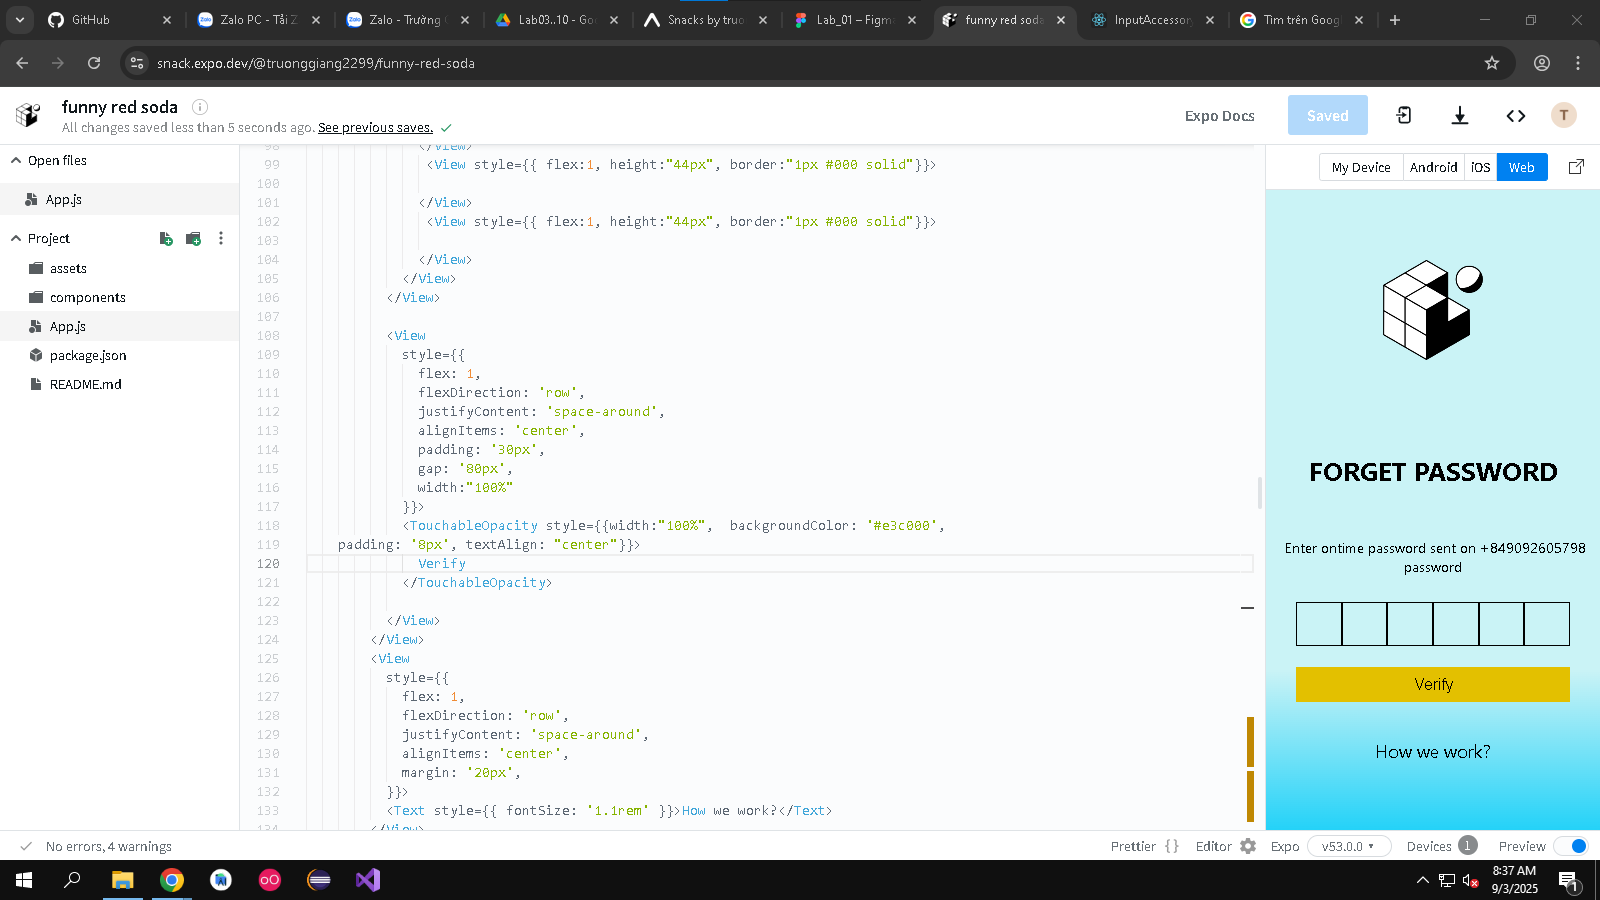 GitHub
Zalo PC - Tải Z
Zalo - Trường
Lab03..10 - Goo
Snacks by truo
Lab_01 – Figm
funny red soda
InputAccessory
Tìm trên Googl
snack.expo.dev/@truonggiang2299/funny-red-soda
funny red soda
All changes saved less than 5 seconds ago. See previous saves.
Expo Docs
Saved
T
Open files
App.js
Project
assets
components
App.js
package.json
README.md
98 </View>
99 <View style={{ flex:1, height:"44px", border:"1px #000 solid"}}>
100
101 </View>
102 <View style={{ flex:1, height:"44px", border:"1px #000 solid"}}>
103
104 </View>
105 </View>
106 </View>
107
108 <View
109 style={{
110 flex: 1,
111 flexDirection: 'row',
112 justifyContent: 'space-around',
113 alignItems: 'center',
114 padding: '30px',
115 gap: '80px',
116 width:"100%"
117 }}>
118 <TouchableOpacity style={{width:"100%", backgroundColor: '#e3c000',
119 padding: '8px', textAlign: "center"}}>
120 Verify
121 </TouchableOpacity>
122
123 </View>
124 </View>
125 <View
126 style={{
127 flex: 1,
128 flexDirection: 'row',
129 justifyContent: 'space-around',
130 alignItems: 'center',
131 margin: '20px',
132 }}>
133 <Text style={{ fontSize: '1.1rem' }}>How we work?</Text>
134 </View>
My Device
Android
iOS
Web
FORGET PASSWORD
Enter ontime password sent on +849092605798
password
Verify
How we work?
No errors, 4 warnings
Prettier {}
Editor
Expo
v53.0.0
Devices 1
Preview
8:37 AM
9/3/2025
1